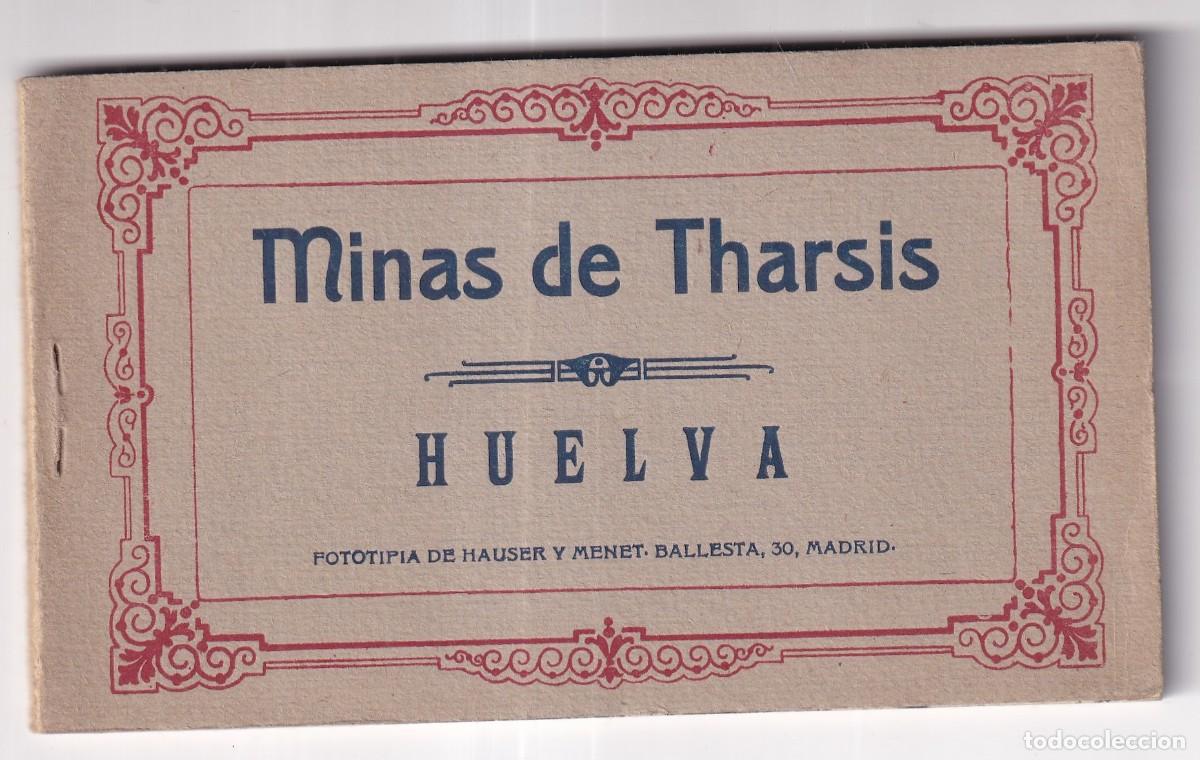 Minas de Tharsis
HUELVA
FOTOTIPIA DE HAUSER Y MENET. BALLESTA, 30, MADRID.
todocoleccion